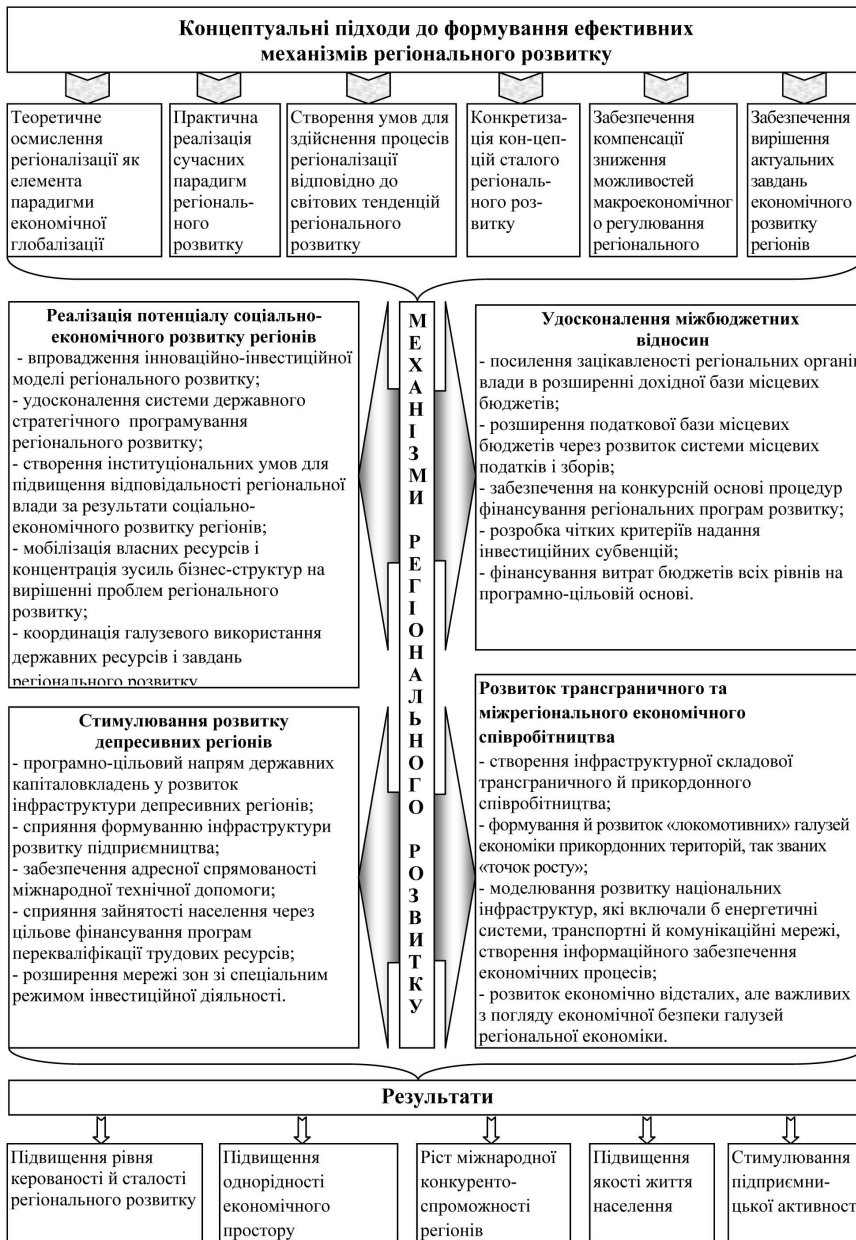 Концептуальні підходи до формування ефективних
механізмів регіонального розвитку
Теоретичне
осмислення
регіоналізації як
елемента
парадигми
економічної
глобалізації
Практична
реалізація
сучасних
парадигм
регіональ-
ного
розвитку
Створення умов для
здійснення процесів
регіоналізації
відповідно до
світових тенденцій
регіонального
розвитку
Конкретиза-
ція кон-цеп-
цій сталого
регіональ-
ного роз-
витку
Забезпечення
компенсації
зниження
можливостей
макроекономічног
о регулювання
регіонального
Забезпечення
вирішення
актуальних
завдань
економічного
розвитку
регіонів
Реалізація потенціалу соціально-
економічного розвитку регіонів
- впровадження інноваційно-інвестиційної
моделі регіонального розвитку;
- удосконалення системи державного
стратегічного програмування
регіонального розвитку;
- створення інституціональних умов для
підвищення відповідальності регіональної
влади за результати соціально-
економічного розвитку регіонів;
- мобілізація власних ресурсів і
концентрація зусиль бізнес-структур на
вирішенні проблем регіонального
розвитку;
- координація галузевого використання
державних ресурсів і завдань
регіонального розвитку
Стимулювання розвитку
депресивних регіонів
- програмно-цільовий напрям державних
капіталовкладень у розвиток
інфраструктури депресивних регіонів;
- сприяння формуванню інфраструктури
розвитку підприємництва;
- забезпечення адресної спрямованості
міжнародної технічної допомоги;
- сприяння зайнятості населення через
цільове фінансування програм
перекваліфікації трудових ресурсів;
- розширення мережі зон зі спеціальним
режимом інвестиційної діяльності.
МЕХАНІЗМИ РЕГІОНАЛЬНОГО РОЗВИТКУ
Удосконалення міжбюджетних
відносин
- посилення зацікавленості регіональних органі
влади в розширенні дохідної бази місцевих
бюджетів;
- розширення податкової бази місцевих
бюджетів через розвиток системи місцевих
податків і зборів;
- забезпечення на конкурсній основі процедур
фінансування регіональних програм розвитку;
- розробка чітких критеріїв надання
інвестиційних субвенцій;
- фінансування витрат бюджетів всіх рівнів на
програмно-цільовій основі.
Розвиток трансграничного та
міжрегіонального економічного
співробітництва
- створення інфраструктурної складової
трансграничного й прикордонного
співробітництва;
- формування й розвиток «локомотивних» галузей
економіки прикордонних територій, так званих
«точок росту»;
- моделювання розвитку національних
інфраструктур, які включали б енергетичні
системи, транспортні й комунікаційні мережі,
створення інформаційного забезпечення
економічних процесів;
- розвиток економічно відсталих, але важливих
з погляду економічної безпеки галузей
регіональної економіки.
Результати
Підвищення рівня
керованості й сталості
регіонального розвитку
Підвищення
однорідності
економічного
простору
Ріст міжнародної
конкуренто-
спроможності
регіонів
Підвищення
якості життя
населення
Стимулювання
підприємни-
цької активност